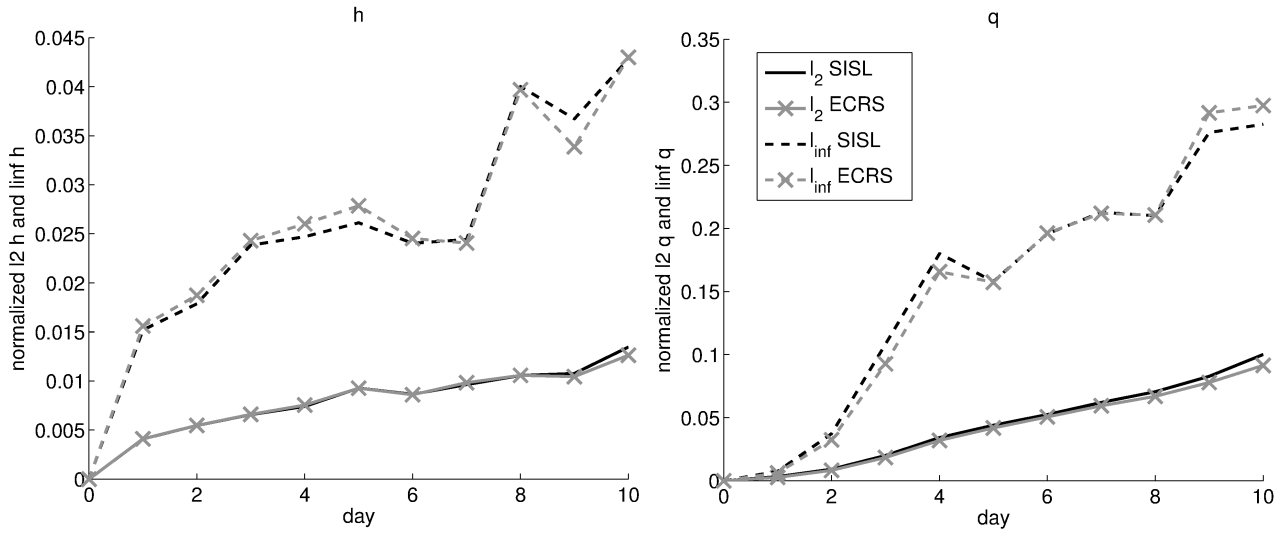 h
0.045
0.04
0.035
0.03
0.025
0.02
0.015
0.01
0.005
0
0 2 4 6 8 10
day
normalized l2 h and linf h
q
0.35
0.3
0.25
0.2
0.15
0.1
0.05
0
0 2 4 6 8 10
day
normalized l2 q and linf q
l2 SISL
l2 ECRS
linf SISL
linf ECRS